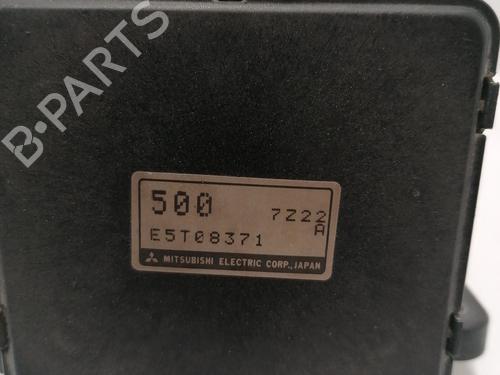 B·PARTS
500 7Z22
E5T08371 A
MITSUBISHI ELECTRIC CORP., JAPAN